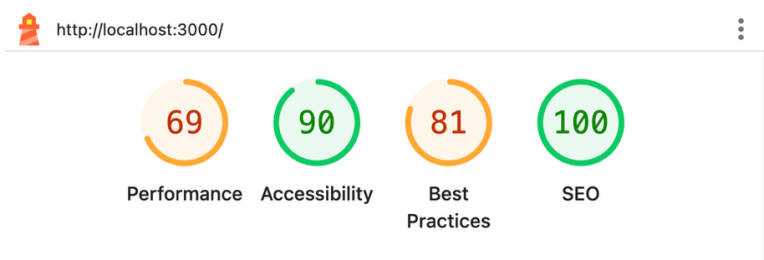 http://localhost:3000/
69
90
81
100
Performance
Accessibility
Best
Practices
SEO